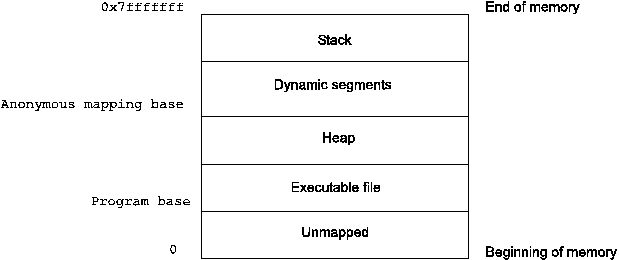 0x7fffffff
End of memory
Stack
Dynamic segments
Anonymous mapping base
Heap
Executable file
Program base
Unmapped
0
Beginning of memory